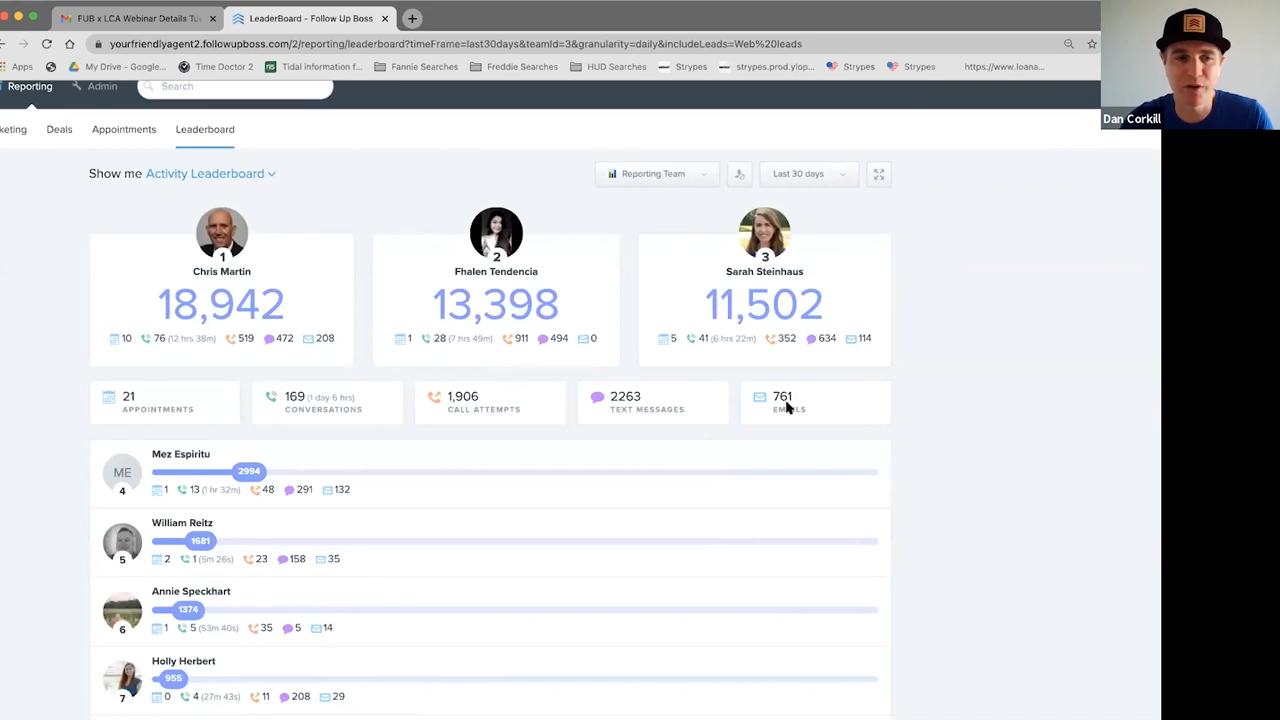 FUB x LCA Webinar Details Tu
LeaderBoard - Follow Up Boss
yourfriendlyagent2.followupboss.com/2/reporting/leaderboard?timeFrame=last30days&teamId=3&granularity=daily&includeLeads=Web%20leads
Apps My Drive - Google... Time Doctor 2 Tidal information f... Fannie Searches Freddie Searches HUD Searches Strypes strypes.prod.ylop... Strypes Strypes https://www.loana...
Reporting Admin Search
Dan Corkill
keting Deals Appointments Leaderboard
Show me Activity Leaderboard
Reporting Team Last 30 days
1 2 3
Chris Martin Fhalen Tendencia Sarah Steinhaus
18,942 13,398 11,502
10 76 (12 hrs 38m) 519 472 208
1 28 (7 hrs 49m) 911 494 0
5 41 (6 hrs 22m) 352 634 114
21 169 (1 day 6 hrs) 1,906 2263 761
APPOINTMENTS CONVERSATIONS CALL ATTEMPTS TEXT MESSAGES EMAILS
Mez Espiritu
ME 2994
4 1 13 (1 hr 32m) 48 291 132
William Reitz
1681
5 2 1 (5m 26s) 23 158 35
Annie Speckhart
1374
6 1 5 (53m 40s) 35 5 14
Holly Herbert
955
7 0 4 (27m 43s) 11 208 29